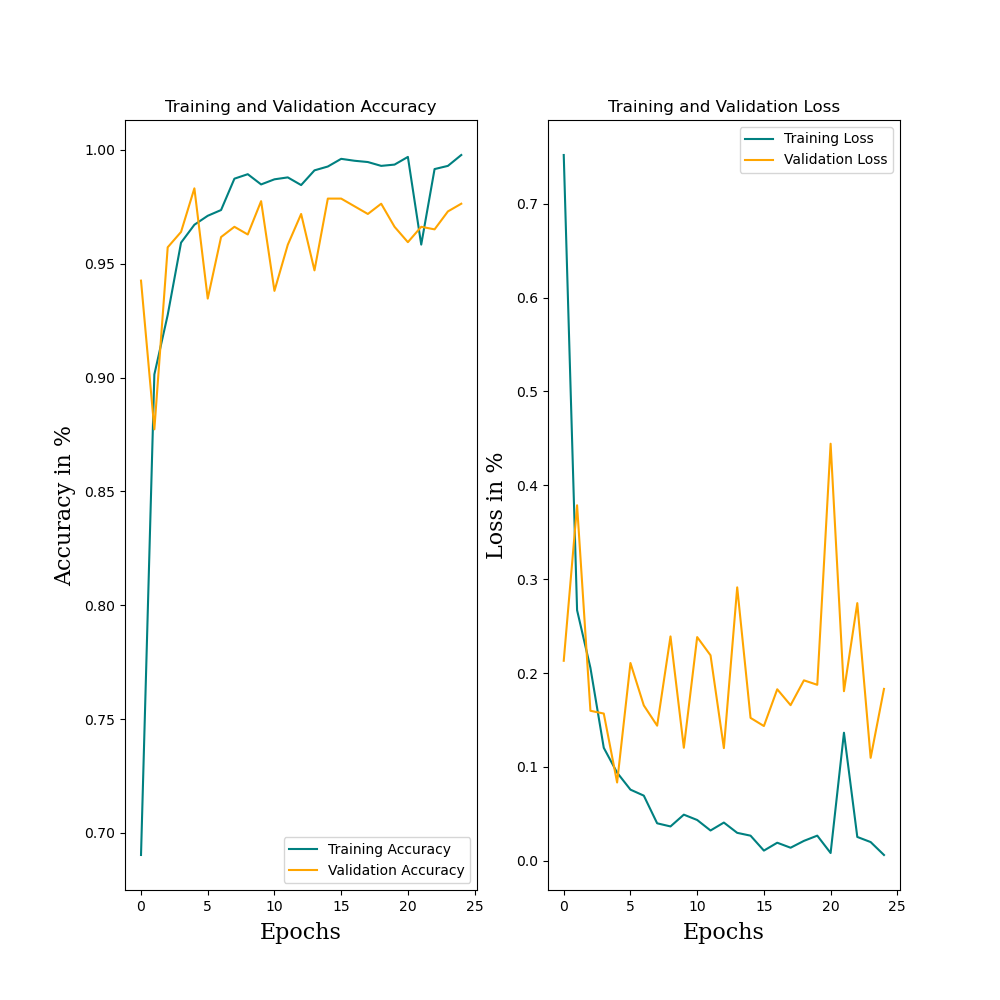 Training and Validation Accuracy
Accuracy in %
1.00
0.95
0.90
0.85
0.80
0.75
0.70
Training Accuracy
Validation Accuracy
0 5 10 15 20 25
Epochs
Training and Validation Loss
Loss in %
Training Loss
Validation Loss
0.7
0.6
0.5
0.4
0.3
0.2
0.1
0.0
0 5 10 15 20 25
Epochs